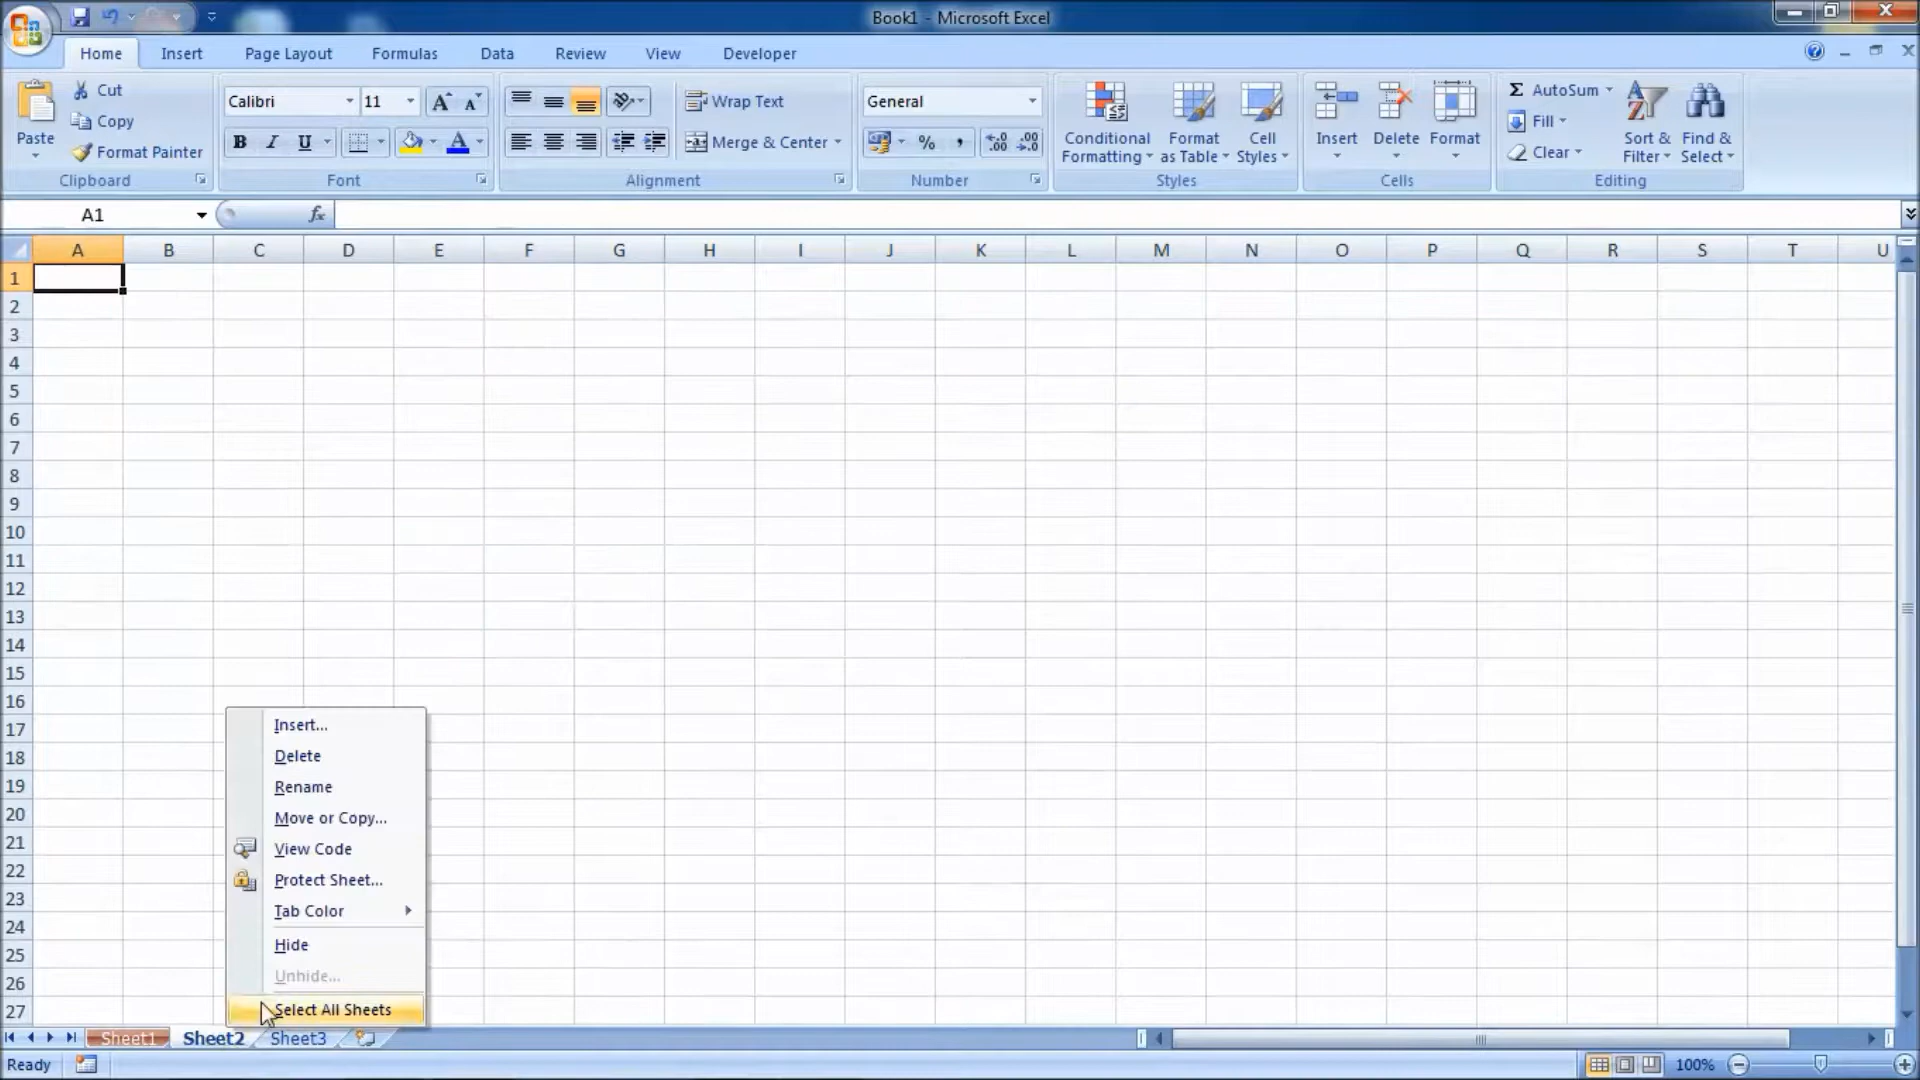 Book1 - Microsoft Excel
Home Insert Page Layout Formulas Data Review View Developer
Cut
Copy
Format Painter
Paste
Clipboard
Calibri 11
B I U
Font
Wrap Text
Merge & Center
Alignment
General
% ,
Number
Conditional Formatting
Format as Table
Cell Styles
Styles
Insert Delete Format
Cells
Σ AutoSum
Fill
Clear
Sort & Filter
Find & Select
Editing
A1 fx
A B C D E F G H I J K L M N O P Q R S T U
1
2
3
4
5
6
7
8
9
10
11
12
13
14
15
16
17
18
19
20
21
22
23
24
25
26
27
Insert...
Delete
Rename
Move or Copy...
View Code
Protect Sheet...
Tab Color
Hide
Unhide...
Select All Sheets
Sheet1 Sheet2 Sheet3
Ready 100%